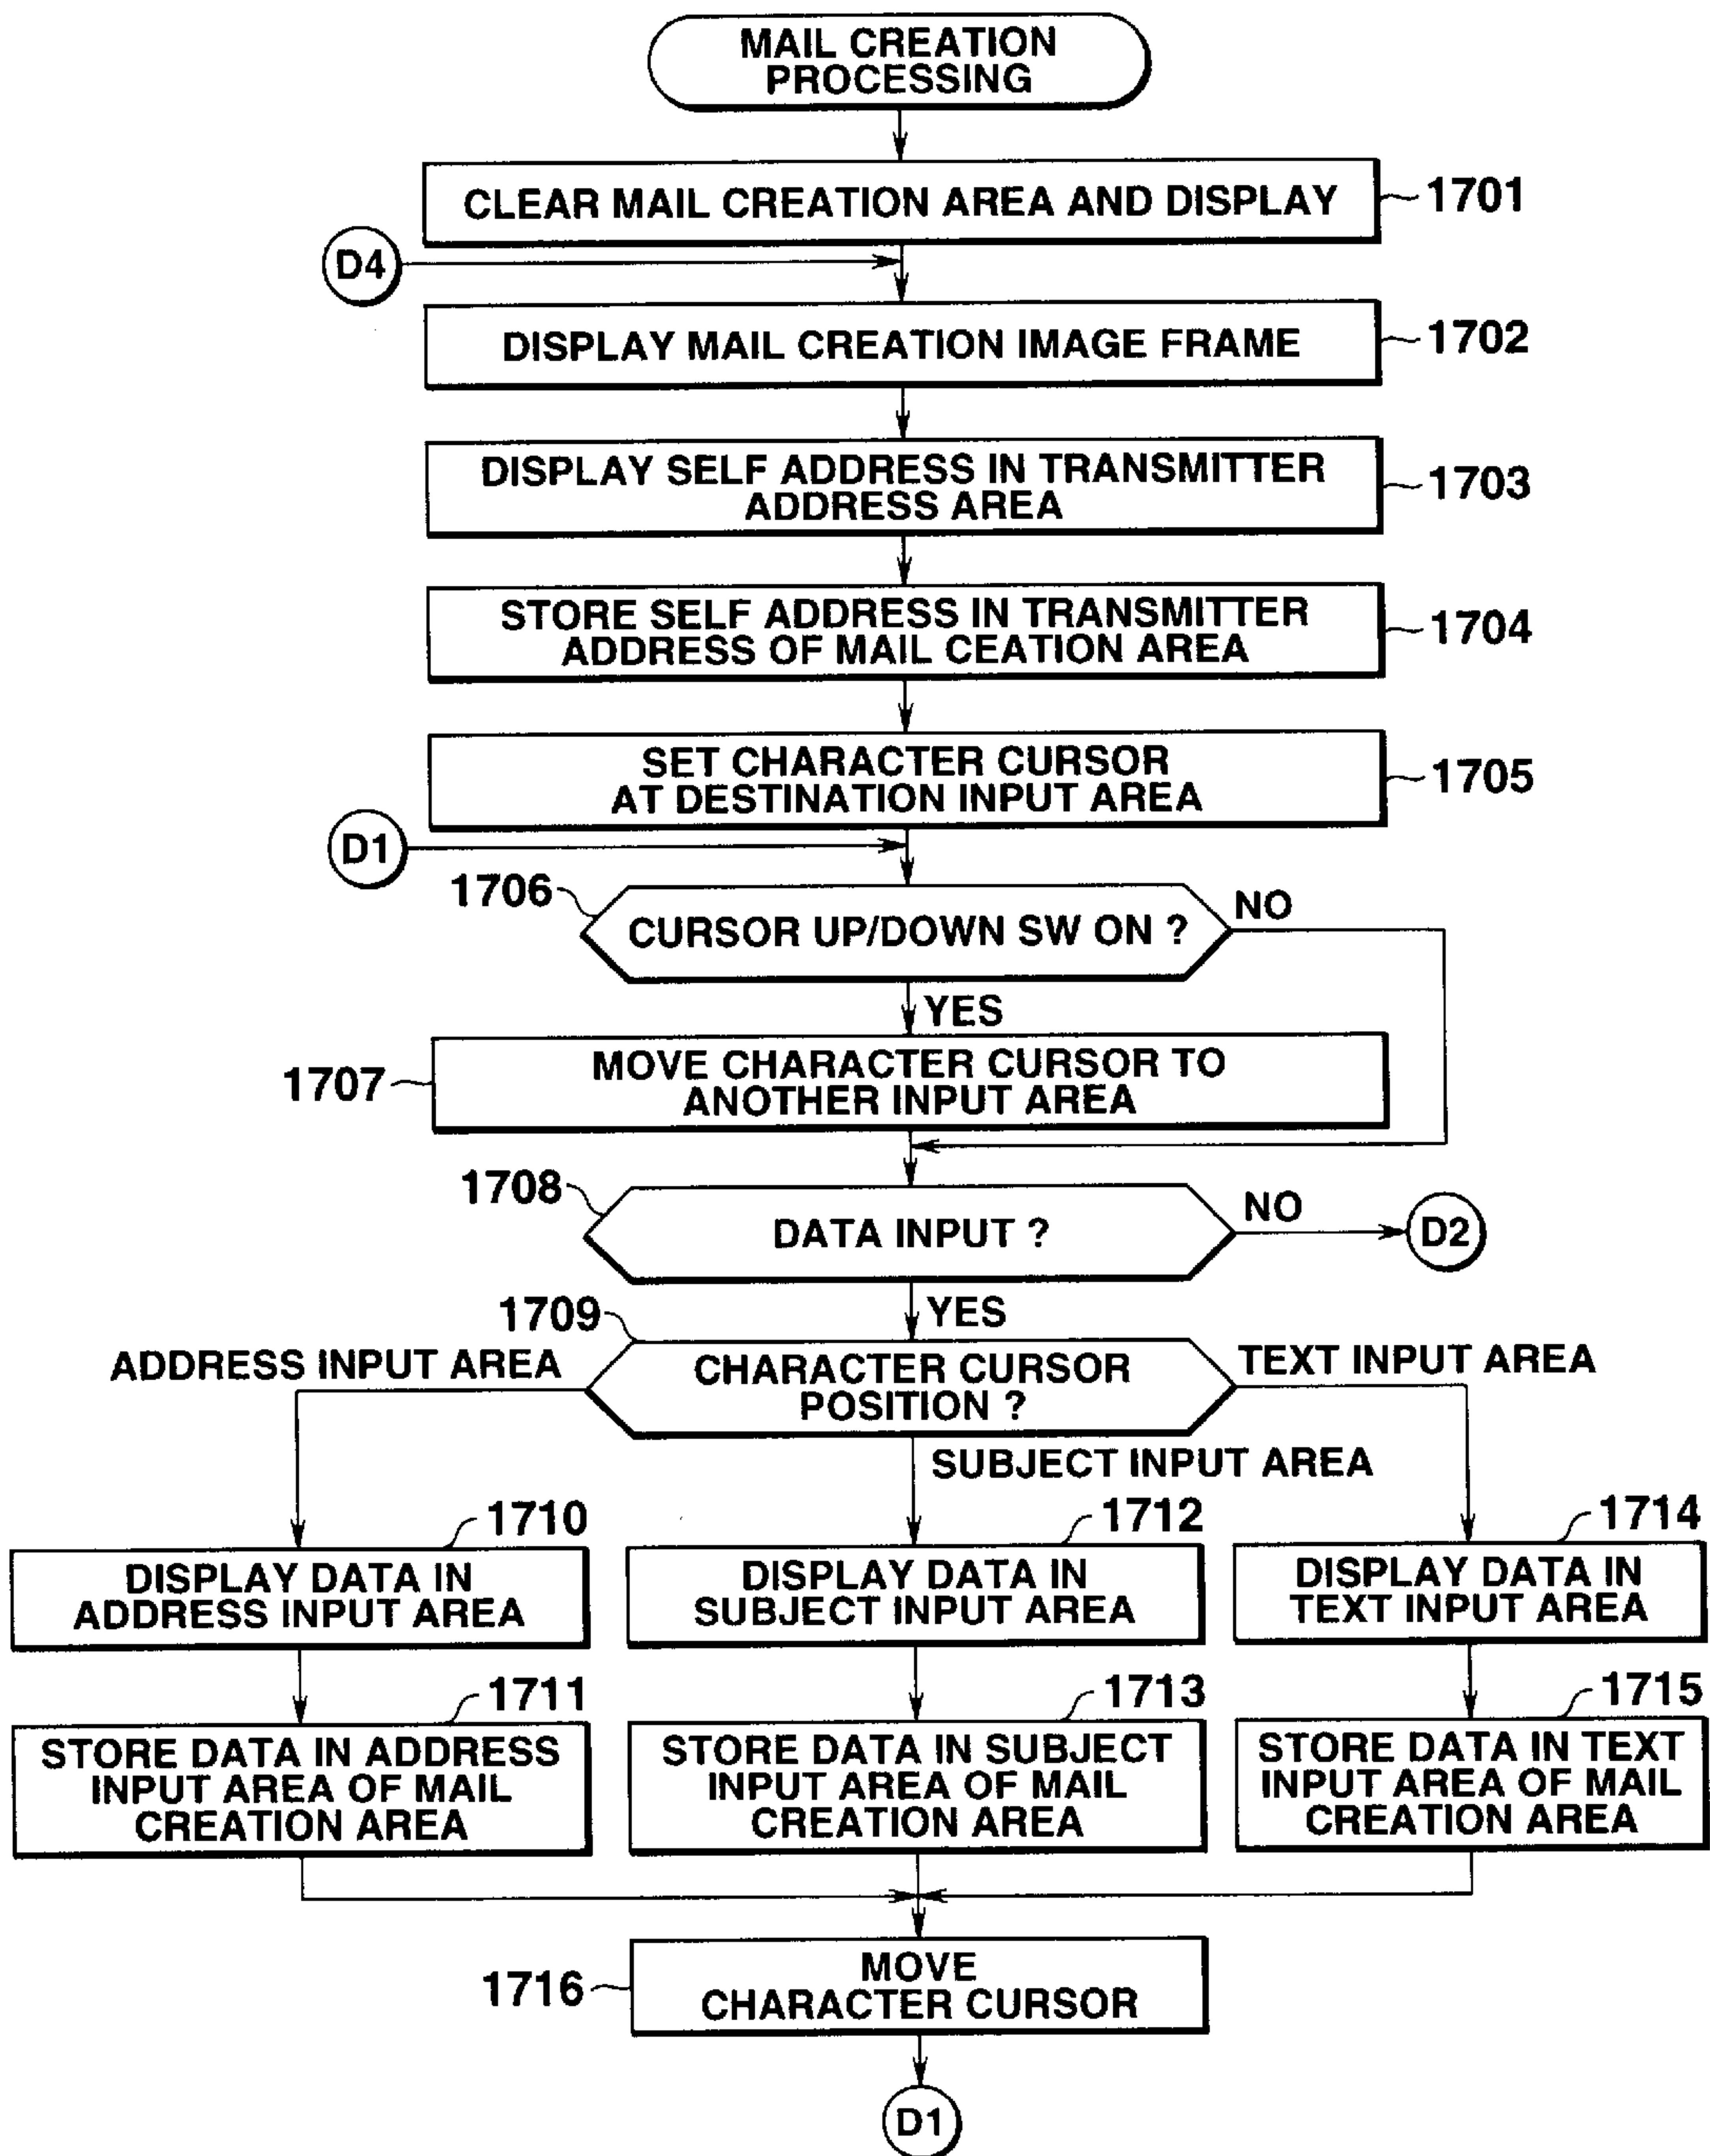 MAIL CREATION
PROCESSING
CLEAR MAIL CREATION AREA AND DISPLAY
1701
D4
DISPLAY MAIL CREATION IMAGE FRAME
1702
DISPLAY SELF ADDRESS IN TRANSMITTER
ADDRESS AREA
1703
STORE SELF ADDRESS IN TRANSMITTER
ADDRESS OF MAIL CEATION AREA
1704
SET CHARACTER CURSOR
AT DESTINATION INPUT AREA
1705
D1
1706
CURSOR UP/DOWN SW ON ?
NO
YES
1707
MOVE CHARACTER CURSOR TO
ANOTHER INPUT AREA
1708
DATA INPUT ?
NO
D2
YES
1709
ADDRESS INPUT AREA
CHARACTER CURSOR
POSITION ?
TEXT INPUT AREA
SUBJECT INPUT AREA
1710
DISPLAY DATA IN
ADDRESS INPUT AREA
1712
DISPLAY DATA IN
SUBJECT INPUT AREA
1714
DISPLAY DATA IN
TEXT INPUT AREA
1711
STORE DATA IN ADDRESS
INPUT AREA OF MAIL
CREATION AREA
1713
STORE DATA IN SUBJECT
INPUT AREA OF MAIL
CREATION AREA
1715
STORE DATA IN TEXT
INPUT AREA OF MAIL
CREATION AREA
1716
MOVE
CHARACTER CURSOR
D1